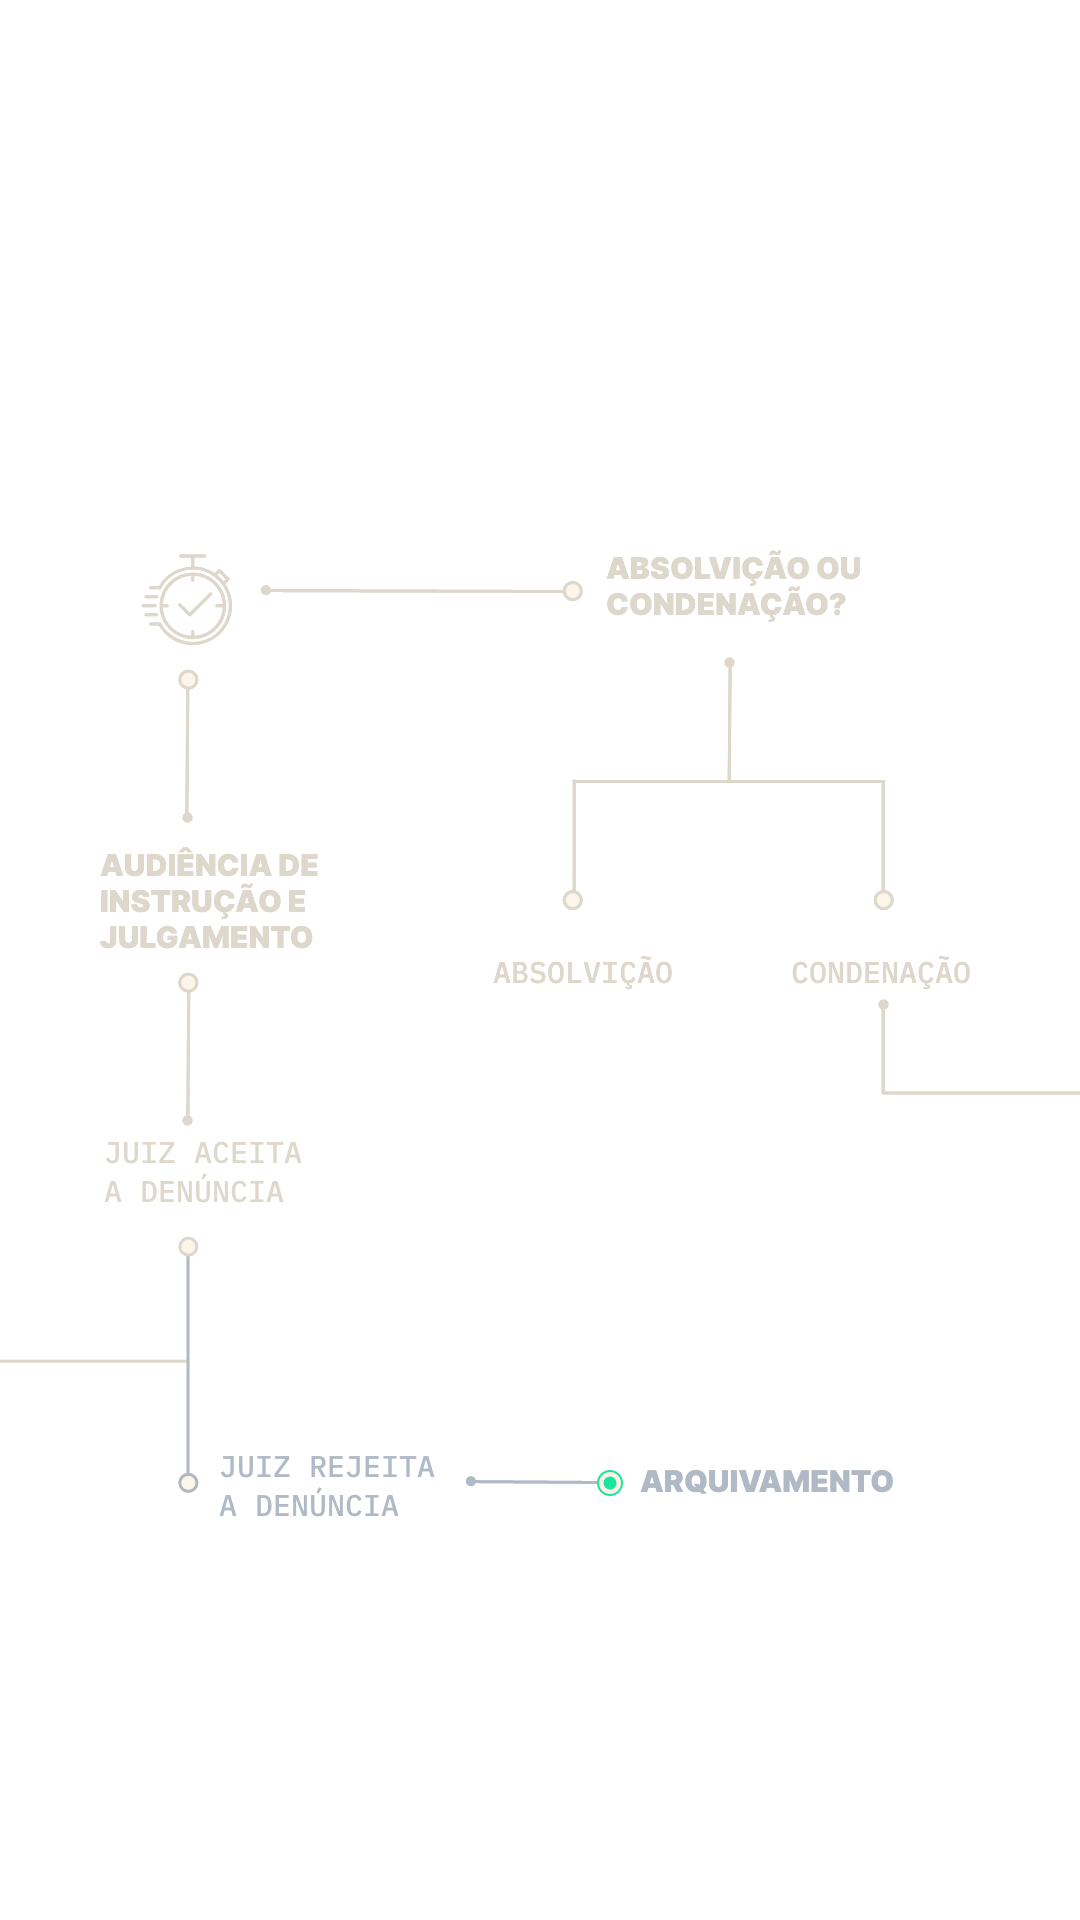 ABSOLVIÇÃO OU
CONDENAÇÃO?
AUDIÊNCIA DE
INSTRUÇÃO E
JULGAMENTO
ABSOLVIÇÃO
CONDENAÇÃO
JUIZ ACEITA
A DENÚNCIA
JUIZ REJEITA
A DENÚNCIA
ARQUIVAMENTO